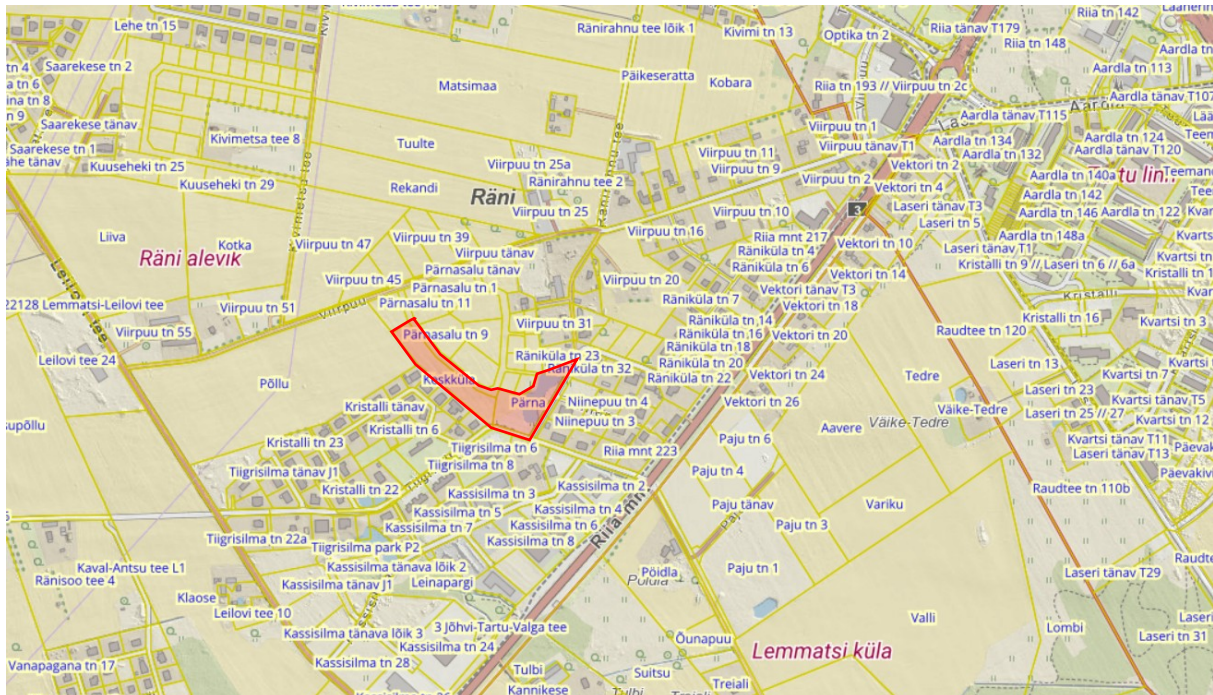 Lehe tn 15
Ränirahnu tee lõik 1
Kivimi tn 13
Optika tn 2
Riia tänav T179
Riia tn 142
Riia tn 148
Saarekese tn 2
Päikeseratta
Kobara
Matsimaa
Riia tn 193 // Viirpuu tn 2c
Aardla tn 113
Aardla tänav T107
Aardla tänav T115
Saarekese tänav
Kivimetsa tee 8
Tuulte
Viirpuu tn 1
Viirpuu tänav T1
Aardla tn 134
Aardla tn 124
Aardla tänav T120
Saarekese tn 1
Kuuseheki tn 25
Viirpuu tn 25a
Viirpuu tn 11
Viirpuu tn 9
Aardla tn 132
Vektori tn 2
Kuuseheki tn 29
Rekandi
Ränirahnu tee 2
Ränirahnu tee
Viirpuu tn 2
Vektori tn 4
Aardla tn 140a
Aardla tn 142
Räni
Kivimetsa tee
Viirpuu tn 25
Viirpuu tn 10
3
Laseri tänav T3
Laseri tn 5
Aardla tn 146
Aardla tn 122
Liiva
Kotka
Viirpuu tn 47
Viirpuu tn 39
Viirpuu tänav
Viirpuu tn 16
Riia mnt 217
Vektori tn 10
Aardla tn 148a
Laseri tänav T1
Räni alevik
Räniküla tn 4
Räniküla tn 6
Kristalli tn 9 // Laseri tn 6 // 6a
Leilovi tee
Pärnasalu tänav
Pärnasalu tn 1
Viirpuu tn 45
Viirpuu tn 20
Vektori tn 14
Vektori tänav T3
Kristalli
22128 Lemmatsi-Leilovi tee
Viirpuu tn 51
Viirpuu
Pärnasalu tn 11
Räniküla tn 7
Vektori tn 18
Kristalli tn 16
Kvartsi tn 3
Viirpuu tn 55
Pärnasalu tn 9
Viirpuu tn 31
Räniküla tn 14
Räniküla tn 16
Räniküla tn 18
Vektori tn 20
Raudtee tn 120
Leilovi tee 24
Räniküla tn 23
Räniküla tn 32
Räniküla tn 20
Räniküla tn 22
Vektori tn 24
Laseri tn 13
Kvartsi tn 7
Põllu
Keskküla
Tedre
Laseri tn 23
Kristalli tänav
Pärna
Niinepuu tn 4
Vektori tn 26
Väike-Tedre
Kvartsi tänav T5
Laseri tn 25 // 27
Kvartsi tn 12
Kristalli tn 6
Niinepuu tn 3
Aavere
Väike-Tedre
Kristalli tn 23
Tiigrisilma tn 6
Riia mnt 223
Paju tn 6
Kvartsi tänav T11
Laseri tänav T13
Tiigrisilma tänav J1
Tiigrisilma tn 8
Paju tn 4
Kristalli tn 22
Kassisilma tn 3
Kassisilma tn 2
Raudtee tn 110b
Kassisilma tn 5
Kassisilma tn 4
Paju tänav
Variku
Kassisilma tn 7
Kassisilma tn 6
Riia mnt
Paju tn 3
Tiigrisilma tn 22a
Tiigrisilma park P2
Kassisilma tn 8
Kaval-Antsu tee L1
Ränisoo tee 4
Kassisilma tänava lõik 2
Kassisilma tänav J1
Leinapargi
Pöidla
Paju tn 1
Laseri tänav T29
Klaose
Leilovi tee 10
Valli
Lombi
Kassisilma tänava lõik 3
3 Jõhvi-Tartu-Valga tee
Kassisilma tn 24
Õunapuu
Laseri tn 31
Lemmatsi küla
Vanapagana tn 17
Kassisilma tn 28
Tulbi
Suitsu
Treiali
Kannikese
Tulbi